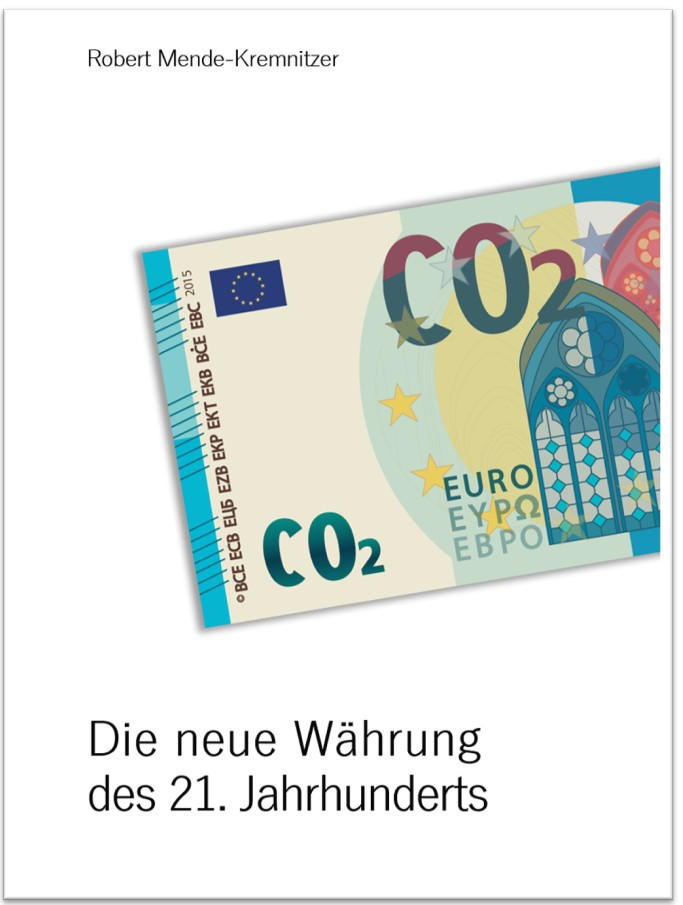 Robert Mende-Kremnitzer
CO2
©BCE ECB ЕЦБ EZB EKP EKT EKB BĊE EBC 2015
EURO
ΕΥΡΩ
ЕВРО
CO2
Die neue Währung
des 21. Jahrhunderts